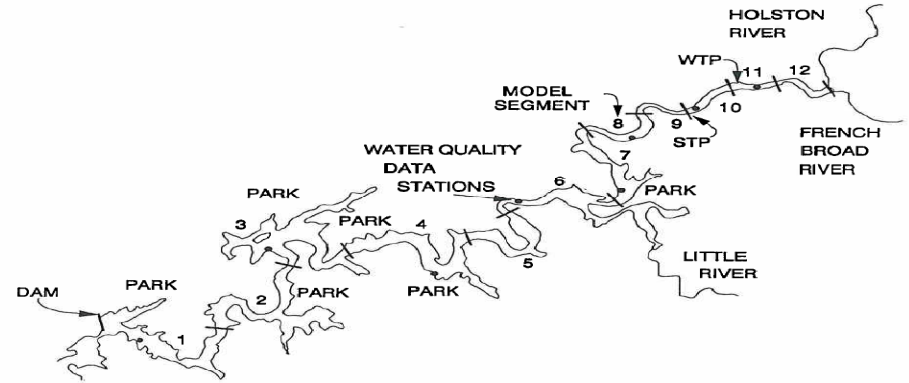 HOLSTON
RIVER
WTP
11
12
MODEL
SEGMENT
8
9
10
STP
FRENCH
BROAD
RIVER
WATER QUALITY
DATA
STATIONS
7
6
PARK
PARK
3
PARK
4
5
LITTLE
RIVER
DAM
PARK
2
PARK
PARK
1